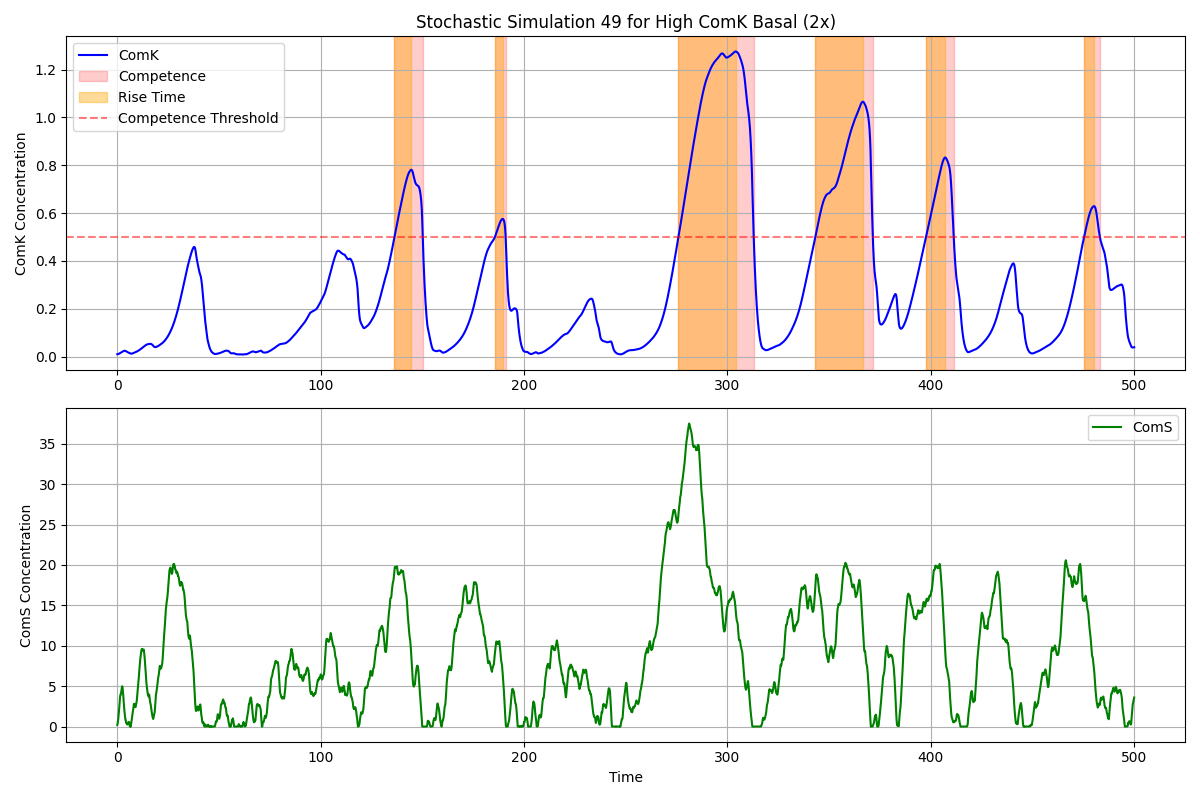 Stochastic Simulation 49 for High ComK Basal (2x)
ComK
Competence
Rise Time
Competence Threshold
ComK Concentration
1.2
1.0
0.8
0.6
0.4
0.2
0.0
0 100 200 300 400 500
ComS
ComS Concentration
35
30
25
20
15
10
5
0
0 100 200 300 400 500
Time